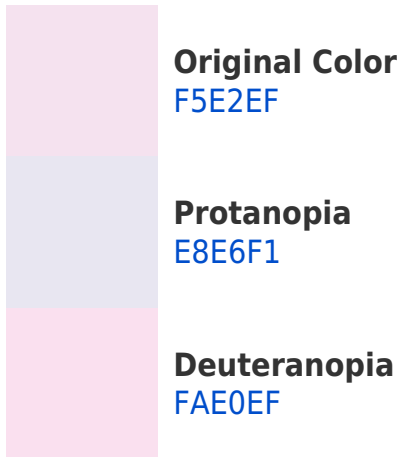 Original Color
F5E2EF
Protanopia
E8E6F1
Deuteranopia
FAE0EF